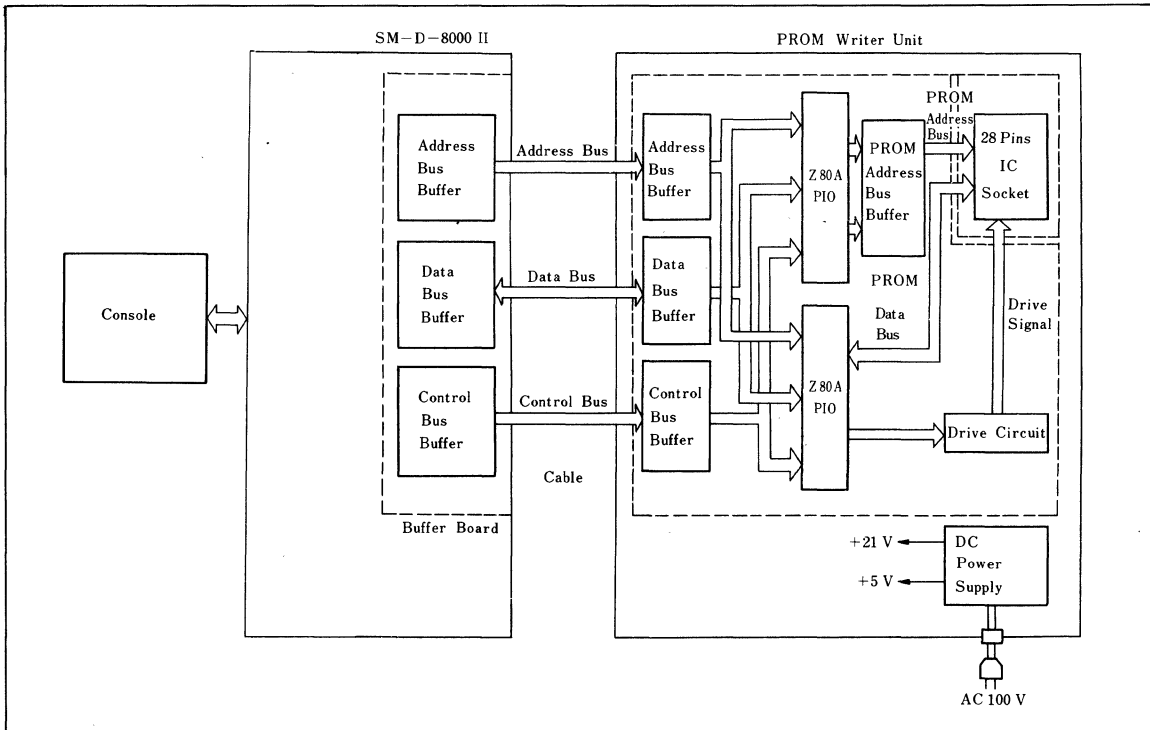 SM-D-8000 II
PROM Writer Unit
Console
Address
Bus
Buffer
Data
Bus
Buffer
Control
Bus
Buffer
Buffer Board
Address Bus
Data Bus
Control Bus
Cable
Address
Bus
Buffer
Data
Bus
Buffer
Control
Bus
Buffer
Z 80A
PIO
Z 80A
PIO
PROM
Address
Bus
Buffer
PROM
Address
Bus
28 Pins
IC
Socket
PROM
Data
Bus
Drive
Signal
Drive Circuit
+21 V
+5 V
DC
Power
Supply
AC 100 V